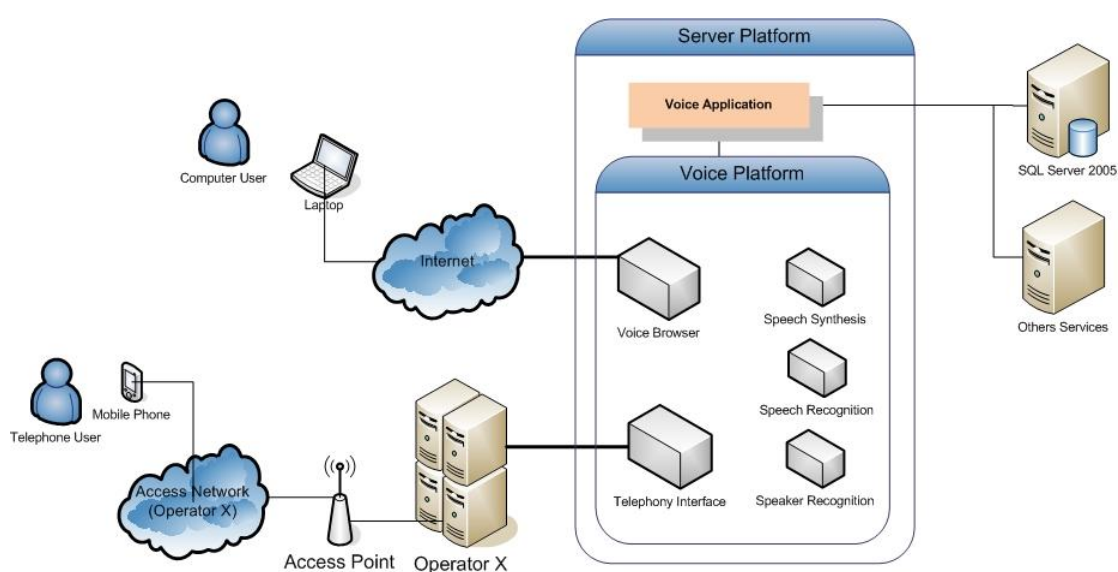 Server Platform
Voice Application
SQL Server 2005
Computer User
Laptop
Voice Platform
Internet
Voice Browser
Speech Synthesis
Others Services
Telephone User
Mobile Phone
Speech Recognition
Access Network
(Operator X)
Telephony Interface
Speaker Recognition
Access Point
Operator X